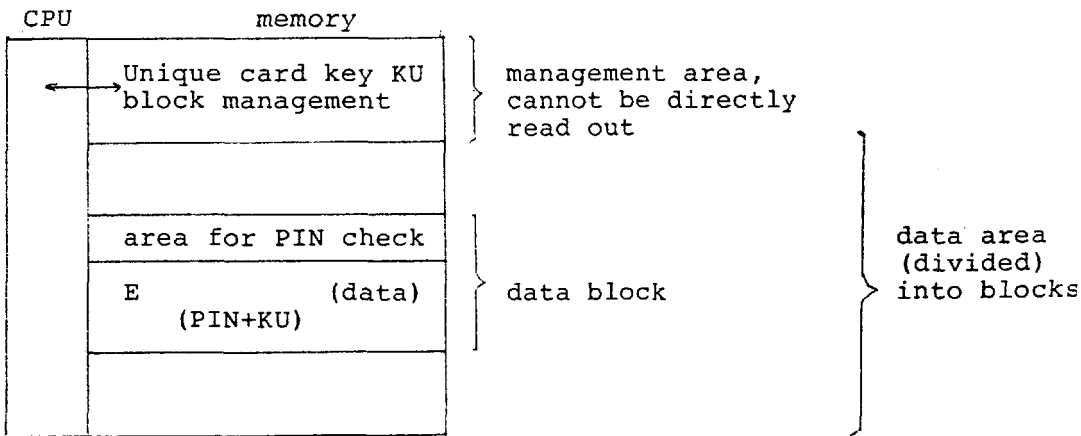 CPU memory
Unique card key KU
block management
management area,
cannot be directly
read out
area for PIN check
E (data)
(PIN+KU)
data block
data area
(divided)
into blocks